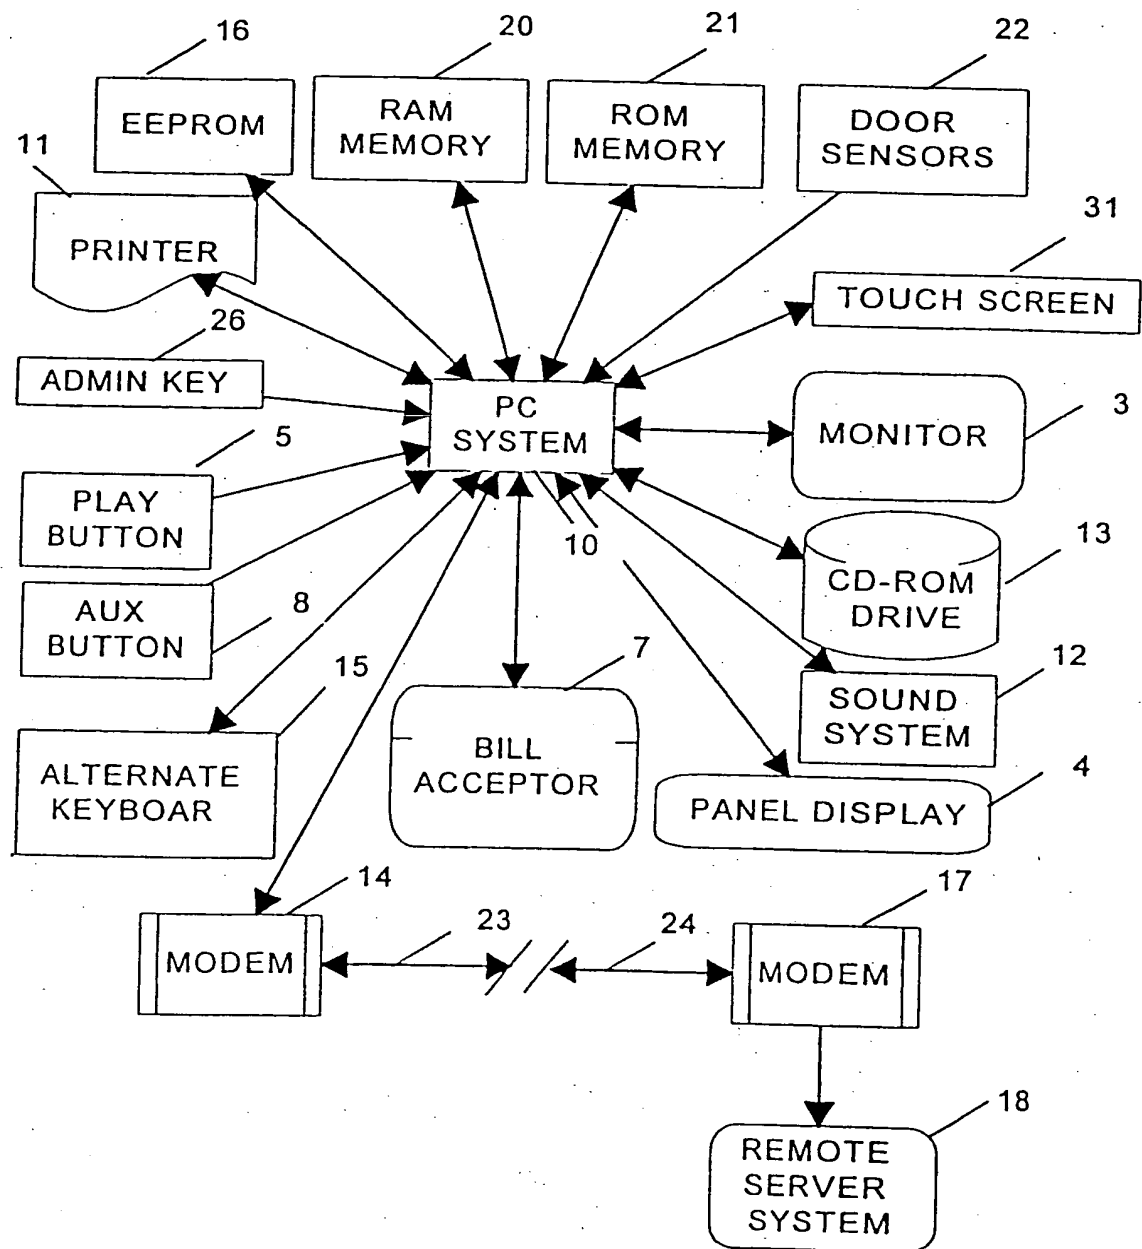 16
20
21
22
EEPROM
RAM
MEMORY
ROM
MEMORY
DOOR
SENSORS
11
PRINTER
31
TOUCH SCREEN
26
ADMIN KEY
PC
SYSTEM
3
MONITOR
5
PLAY
BUTTON
10
13
CD-ROM
DRIVE
AUX
BUTTON
8
7
12
SOUND
SYSTEM
15
ALTERNATE
KEYBOAR
BILL
ACCEPTOR
4
PANEL DISPLAY
14
MODEM
23
24
17
MODEM
18
REMOTE
SERVER
SYSTEM